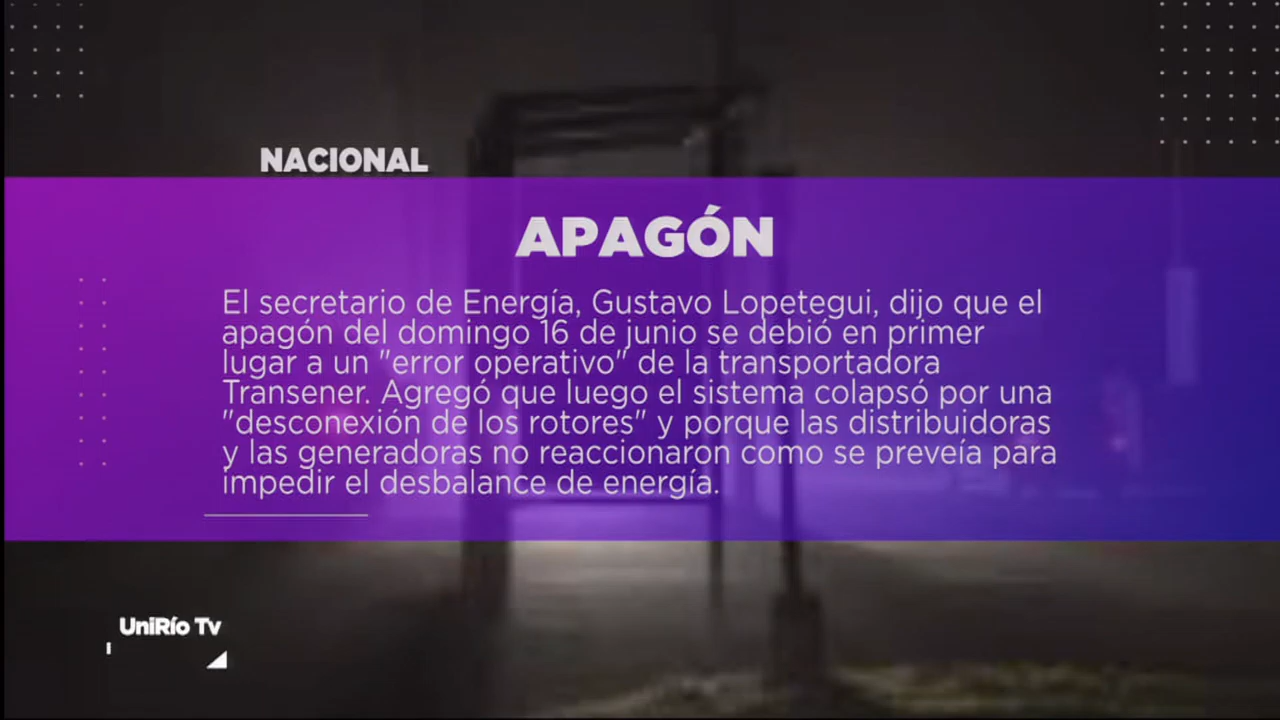 NACIONAL
APAGÓN
El secretario de Energía, Gustavo Lopetegui, dijo que el
apagón del domingo 16 de junio se debió en primer
lugar a un "error operativo" de la transportadora
Transener. Agregó que luego el sistema colapsó por una
"desconexión de los rotores" y porque las distribuidoras
y las generadoras no reaccionaron como se preveía para
impedir el desbalance de energía.
UniRío Tv